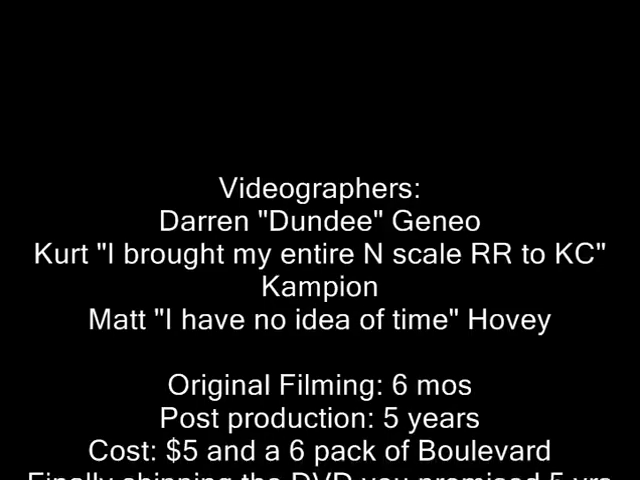 Videographers:
Darren "Dundee" Geneo
Kurt "I brought my entire N scale RR to KC"
Kampion
Matt "I have no idea of time" Hovey
Original Filming: 6 mos
Post production: 5 years
Cost: $5 and a 6 pack of Boulevard
Finally shipping the DVD you promised 5 yrs